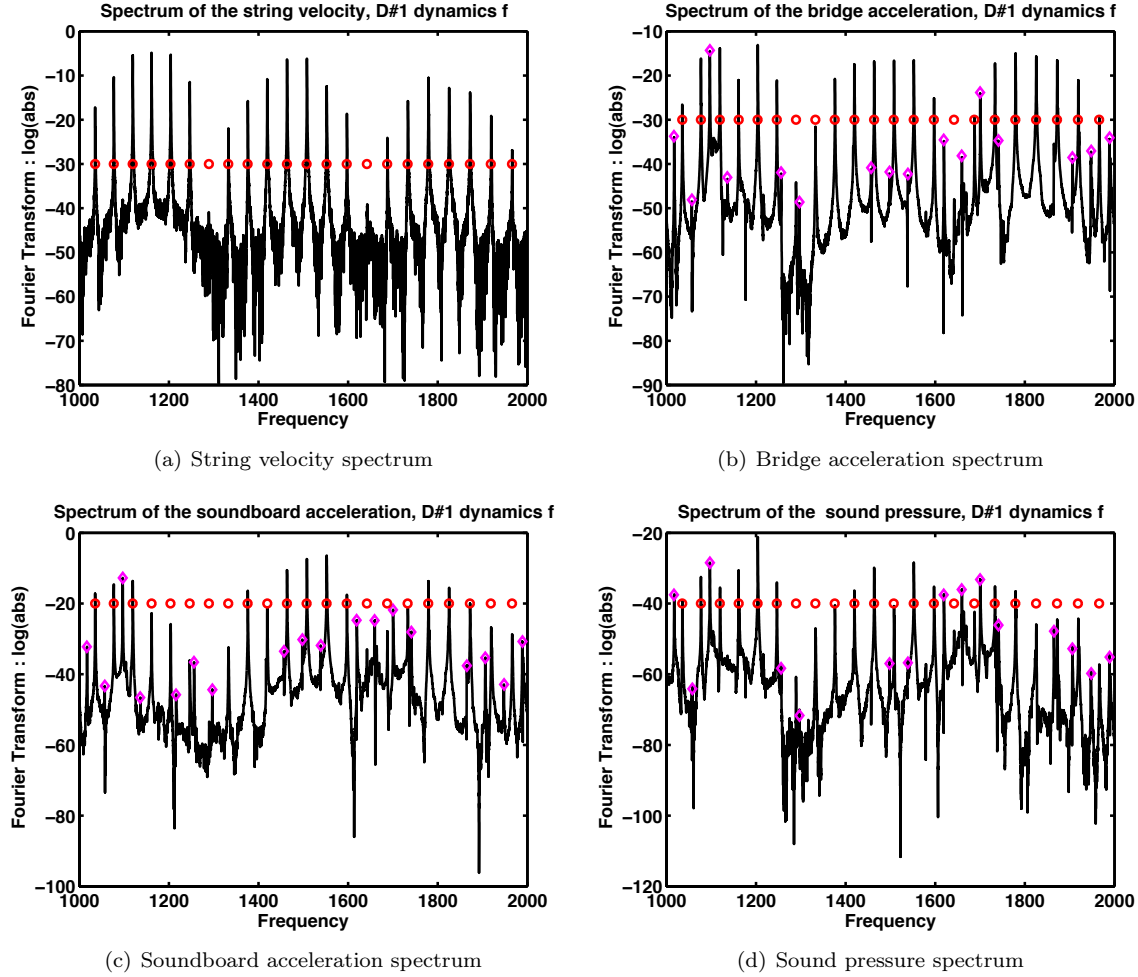 Spectrum of the string velocity, D#1 dynamics f
0
−10
−20
−30
−40
−50
−60
−70
−80
Fourier Transform : log(abs)
1000 1200 1400 1600 1800 2000
Frequency
(a) String velocity spectrum
Spectrum of the bridge acceleration, D#1 dynamics f
−10
−20
−30
−40
−50
−60
−70
−80
−90
Fourier Transform : log(abs)
1000 1200 1400 1600 1800 2000
Frequency
(b) Bridge acceleration spectrum
Spectrum of the soundboard acceleration, D#1 dynamics f
0
−20
−40
−60
−80
−100
Fourier Transform : log(abs)
1000 1200 1400 1600 1800 2000
Frequency
(c) Soundboard acceleration spectrum
Spectrum of the sound pressure, D#1 dynamics f
−20
−40
−60
−80
−100
−120
Fourier Transform : log(abs)
1000 1200 1400 1600 1800 2000
Frequency
(d) Sound pressure spectrum